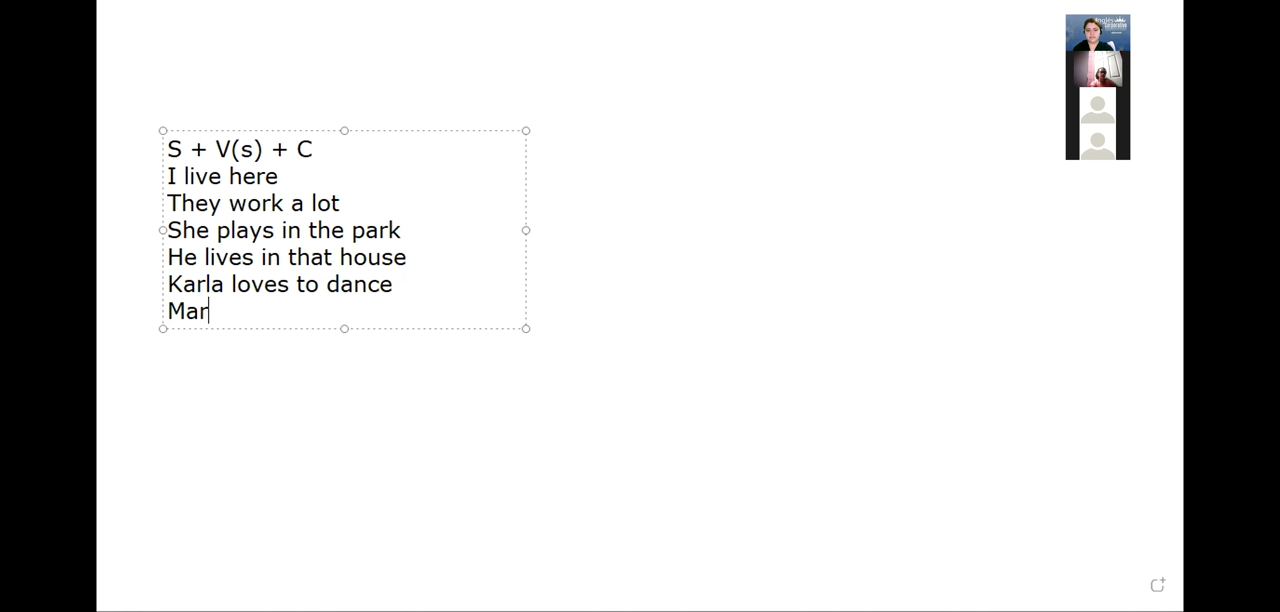 S + V(s) + C
I live here
They work a lot
She plays in the park
He lives in that house
Karla loves to dance
Mar